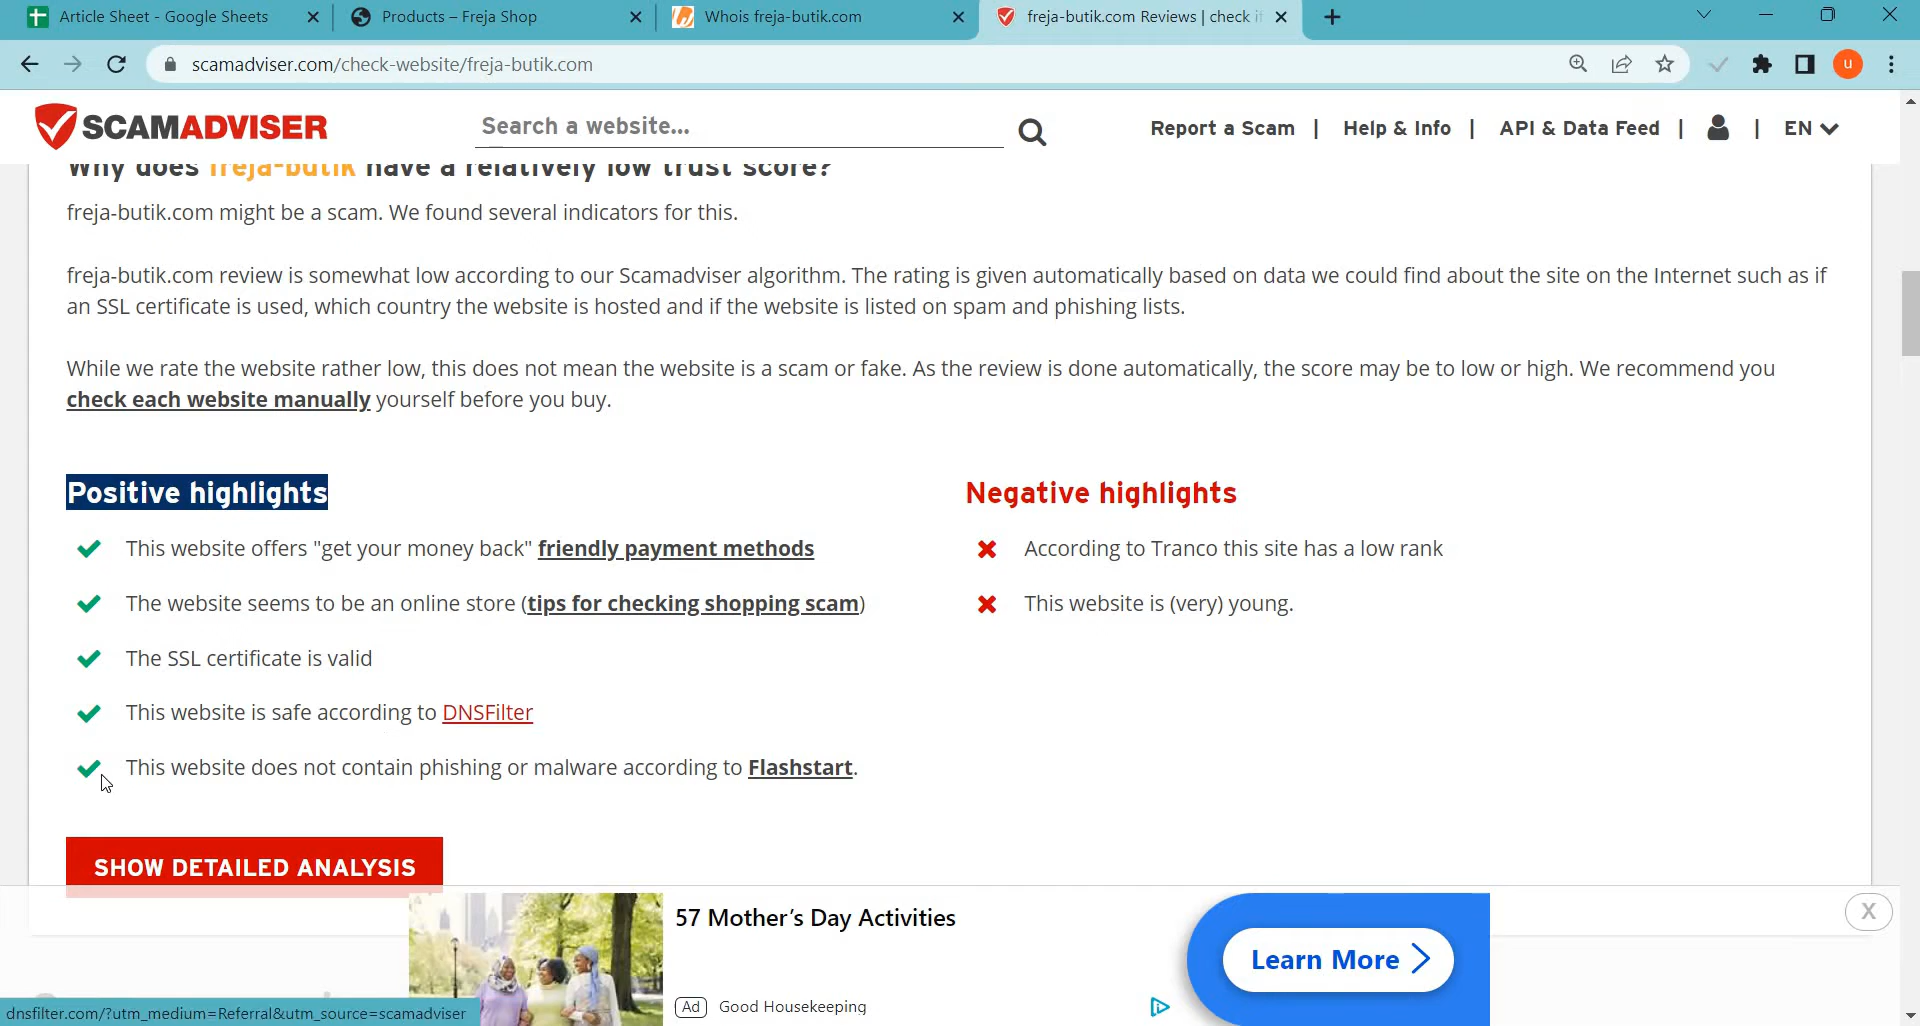 Article Sheet - Google Sheets
Products – Freja Shop
Whois freja-butik.com
freja-butik.com Reviews | check if
scamadviser.com/check-website/freja-butik.com
u
SCAMADVISER
Search a website...
Report a Scam | Help & Info | API & Data Feed | | EN
Why does freja-butik have a relatively low trust score?
freja-butik.com might be a scam. We found several indicators for this.
freja-butik.com review is somewhat low according to our Scamadviser algorithm. The rating is given automatically based on data we could find about the site on the Internet such as if
an SSL certificate is used, which country the website is hosted and if the website is listed on spam and phishing lists.
While we rate the website rather low, this does not mean the website is a scam or fake. As the review is done automatically, the score may be to low or high. We recommend you
check each website manually yourself before you buy.
Positive highlights
This website offers "get your money back" friendly payment methods
The website seems to be an online store (tips for checking shopping scam)
The SSL certificate is valid
This website is safe according to DNSFilter
This website does not contain phishing or malware according to Flashstart.
Negative highlights
According to Tranco this site has a low rank
This website is (very) young.
SHOW DETAILED ANALYSIS
57 Mother's Day Activities
Ad Good Housekeeping
Learn More
X
dnsfilter.com/?utm_medium=Referral&utm_source=scamadviser